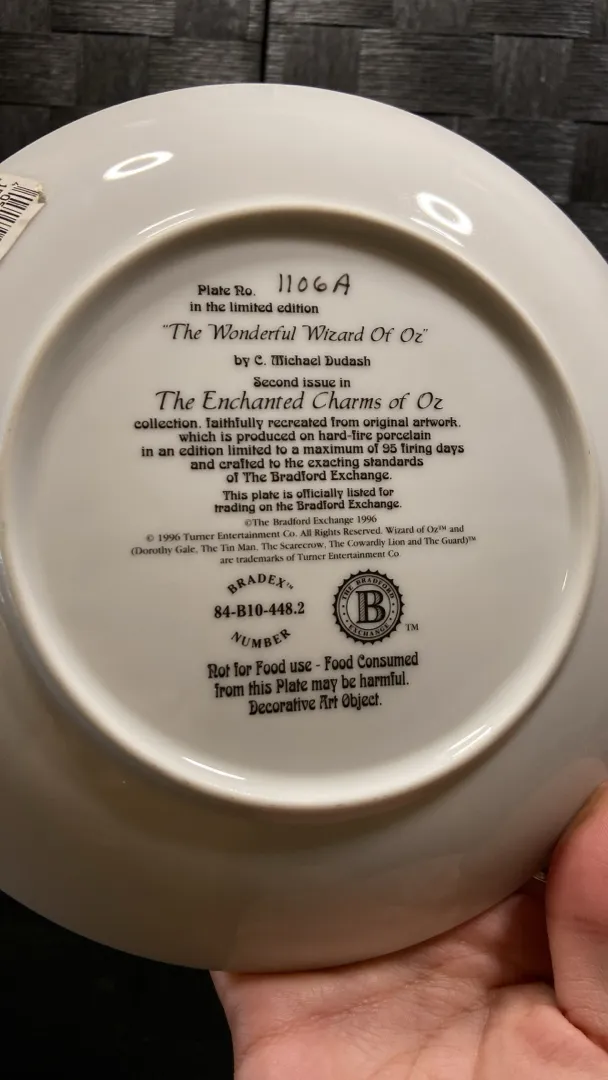 Plate No. 1106A
in the limited edition
"The Wonderful Wizard Of Oz"
by C. Michael Dudash
Second issue in
The Enchanted Charms of Oz
collection, faithfully recreated from original artwork,
which is produced on hard-fire porcelain
in an edition limited to a maximum of 95 firing days
and crafted to the exacting standards
of The Bradford Exchange.
This plate is officially listed for
trading on the Bradford Exchange.
©The Bradford Exchange 1996
© 1996 Turner Entertainment Co. All Rights Reserved. Wizard of Oz™ and
(Dorothy Gale, The Tin Man, The Scarecrow, The Cowardly Lion and The Guard)™
are trademarks of Turner Entertainment Co
BRADEX™
84-B10-448.2
NUMBER
THE BRADFORD
B
EXCHANGE
TM
Not for Food use - Food Consumed
from this Plate may be harmful.
Decorative Art Object.